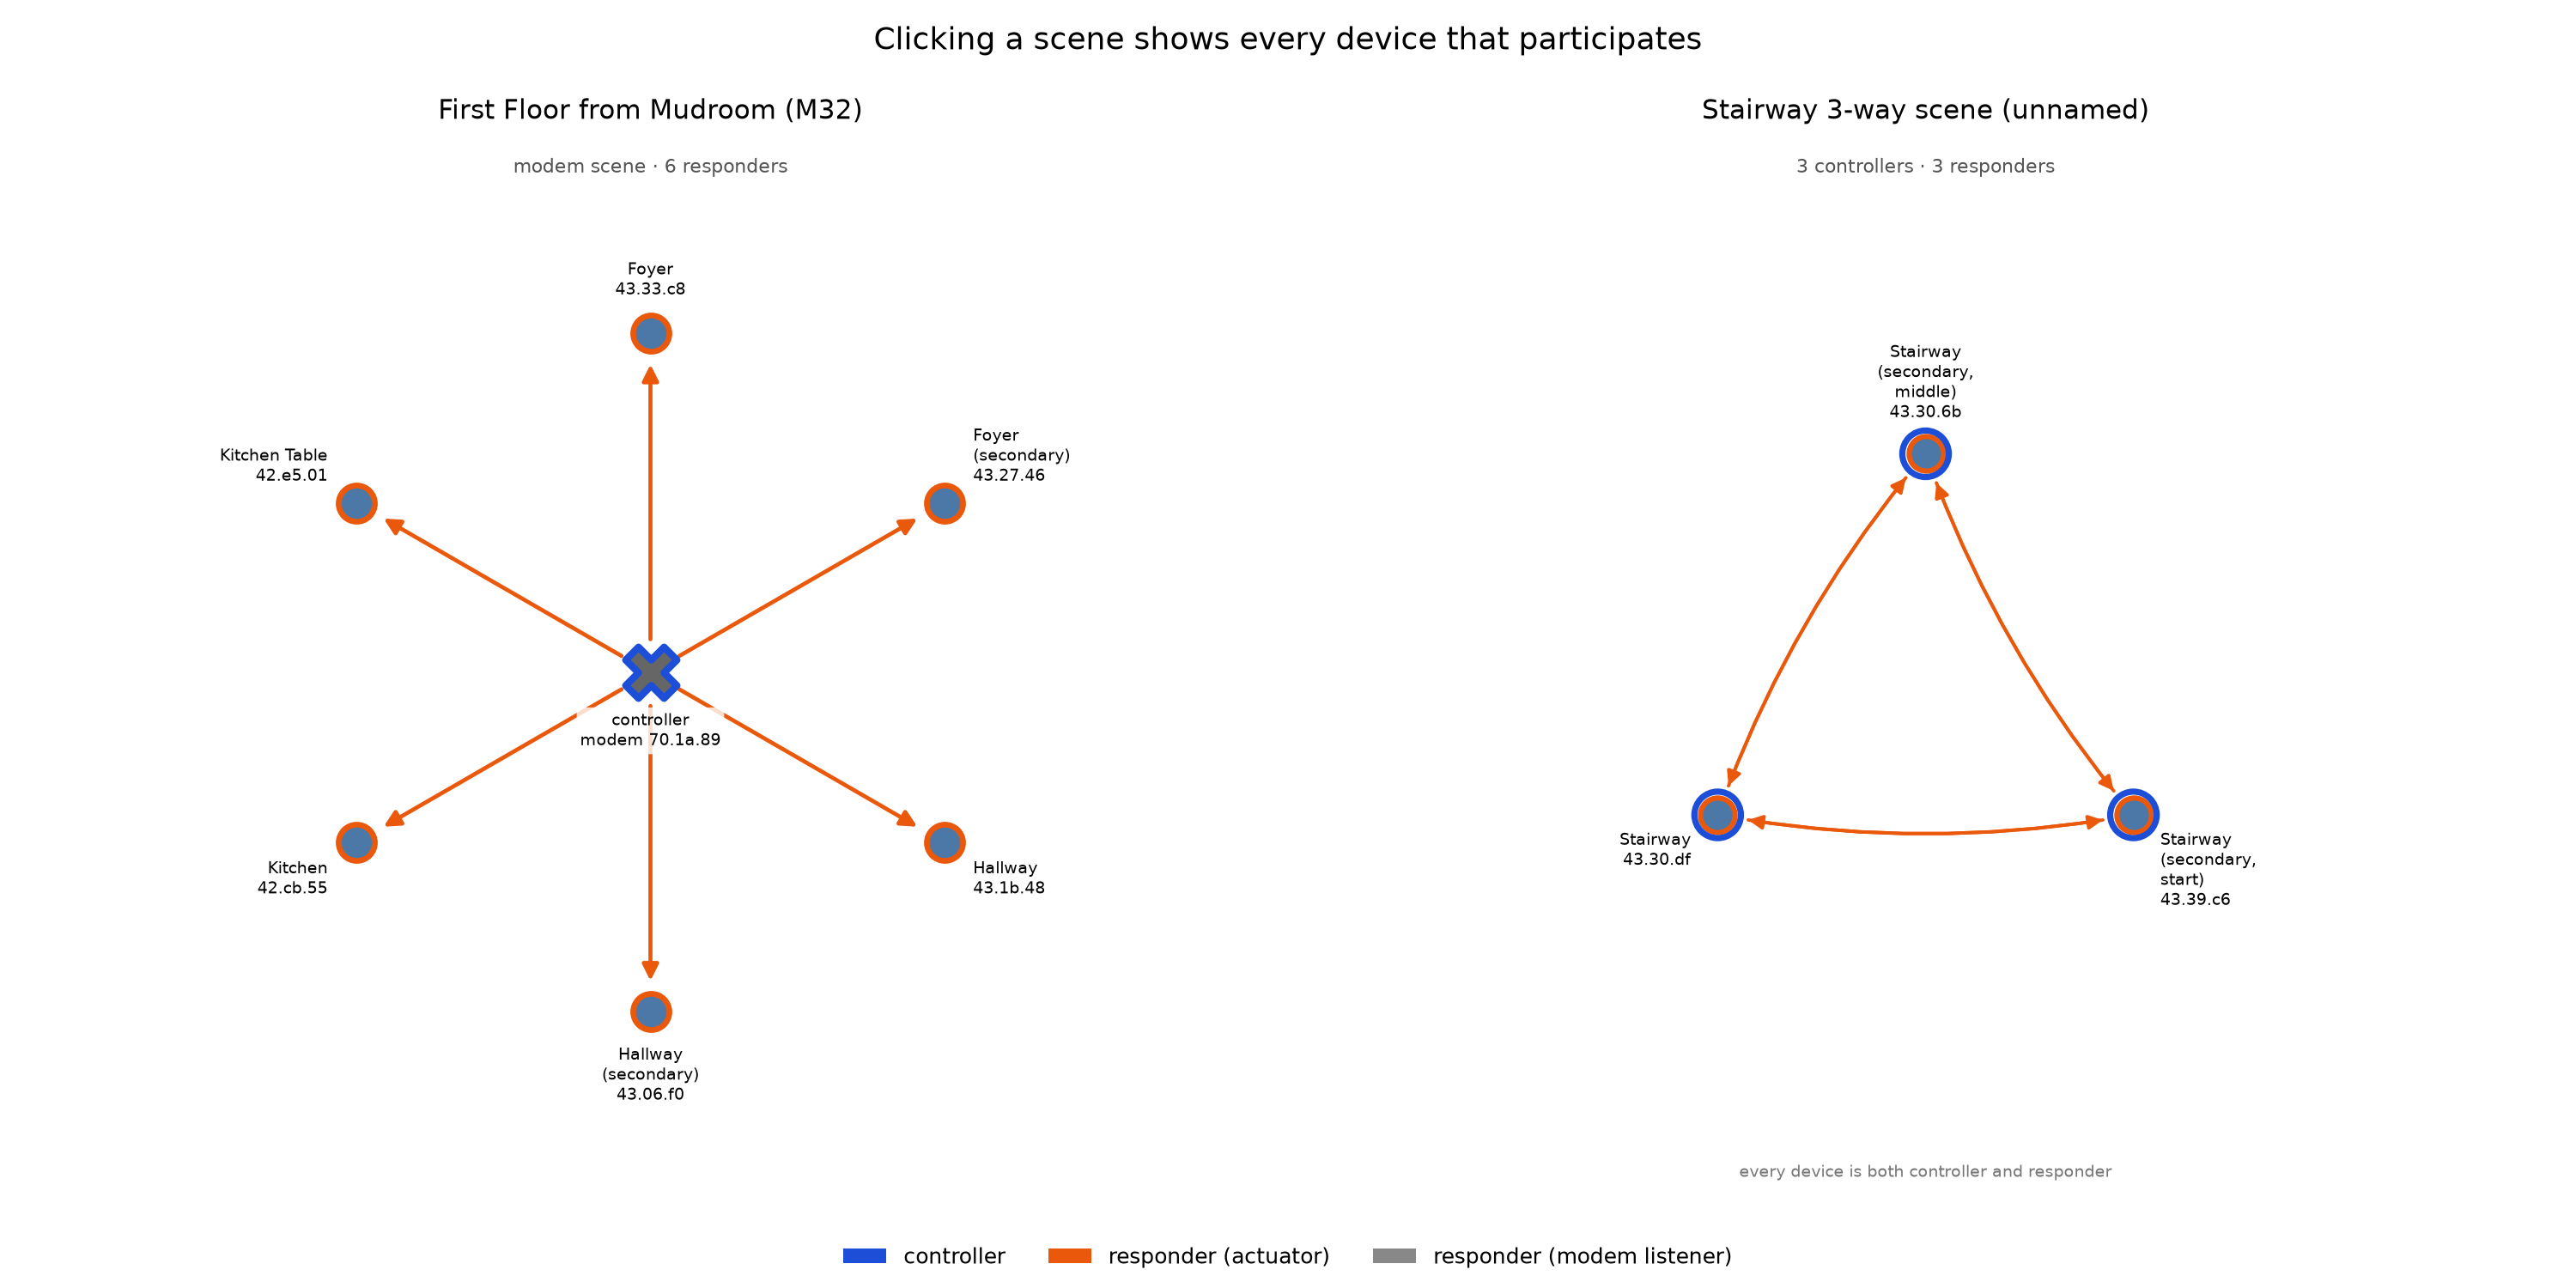 Clicking a scene shows every device that participates
First Floor from Mudroom (M32)
modem scene · 6 responders
Foyer
43.33.c8
Kitchen Table
42.e5.01
Foyer
(secondary)
43.27.46
controller
modem 70.1a.89
Kitchen
42.cb.55
Hallway
43.1b.48
Hallway
(secondary)
43.06.f0
Stairway 3-way scene (unnamed)
3 controllers · 3 responders
Stairway
(secondary,
middle)
43.30.6b
Stairway
43.30.df
Stairway
(secondary,
start)
43.39.c6
every device is both controller and responder
controller
responder (actuator)
responder (modem listener)